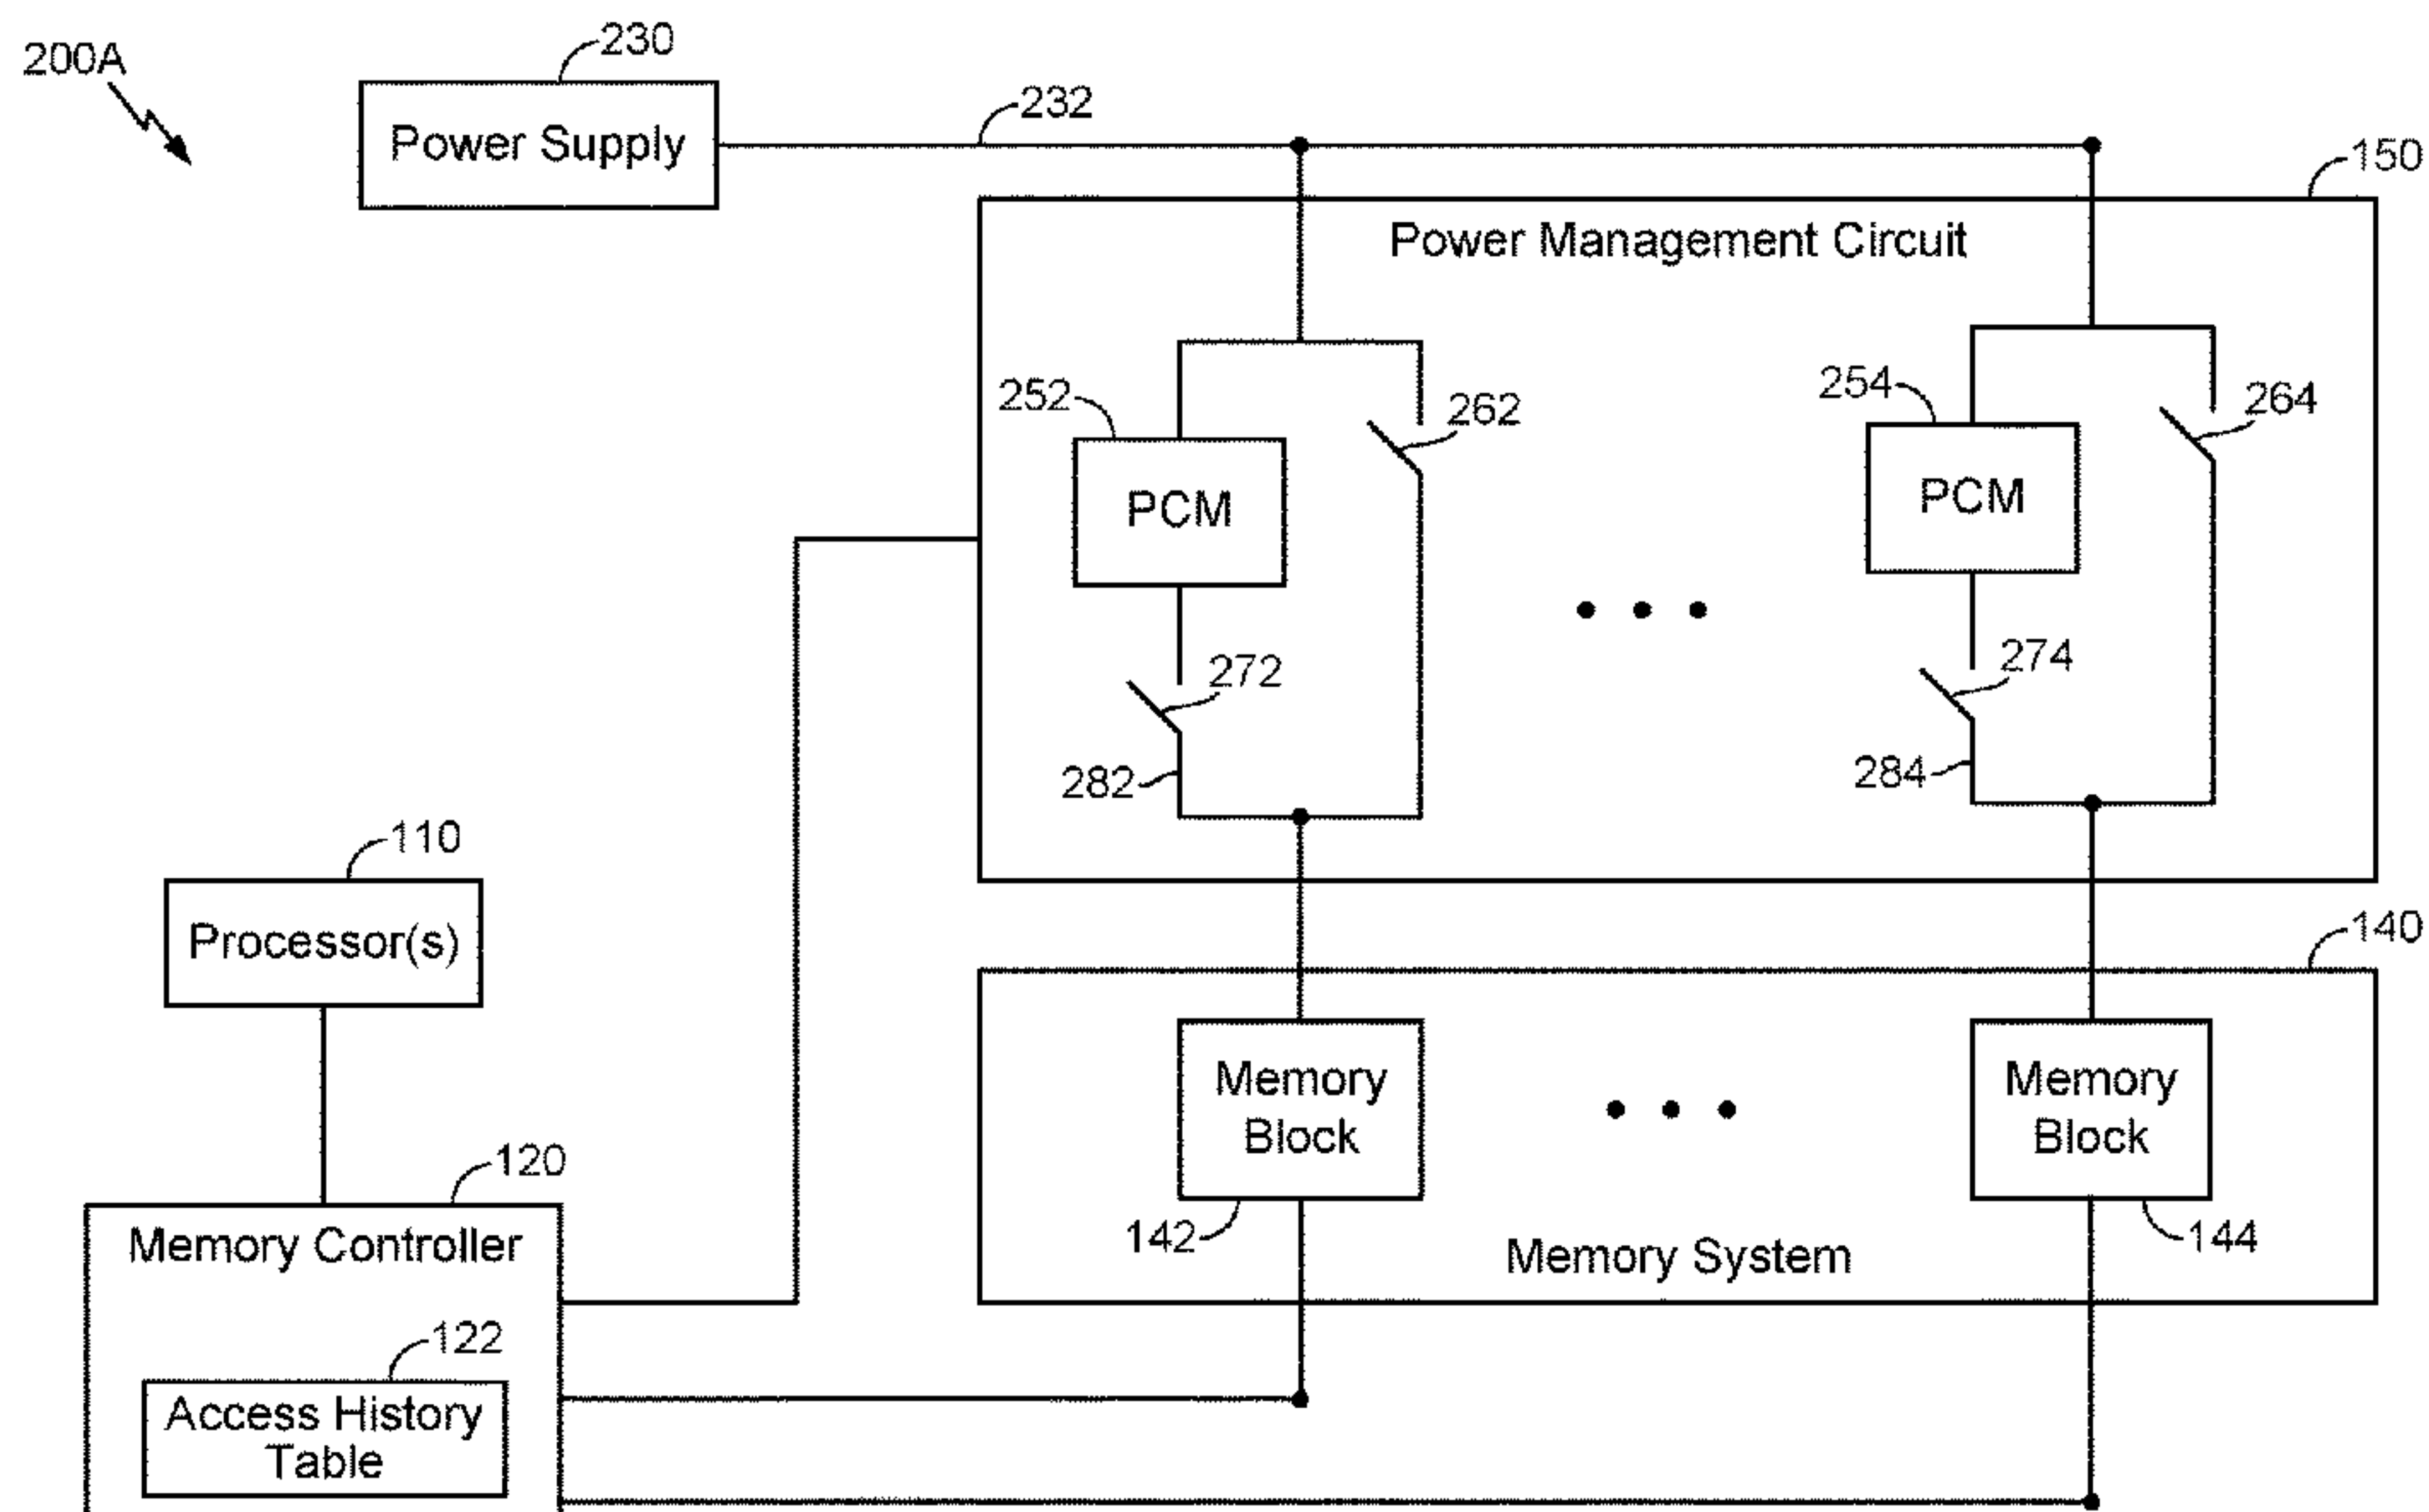 200A
230
Power Supply
232
150
Power Management Circuit
252
262
254
264
PCM
PCM
272
274
282
284
110
Processor(s)
140
Memory
Block
Memory
Block
142
144
Memory System
120
Memory Controller
122
Access History
Table